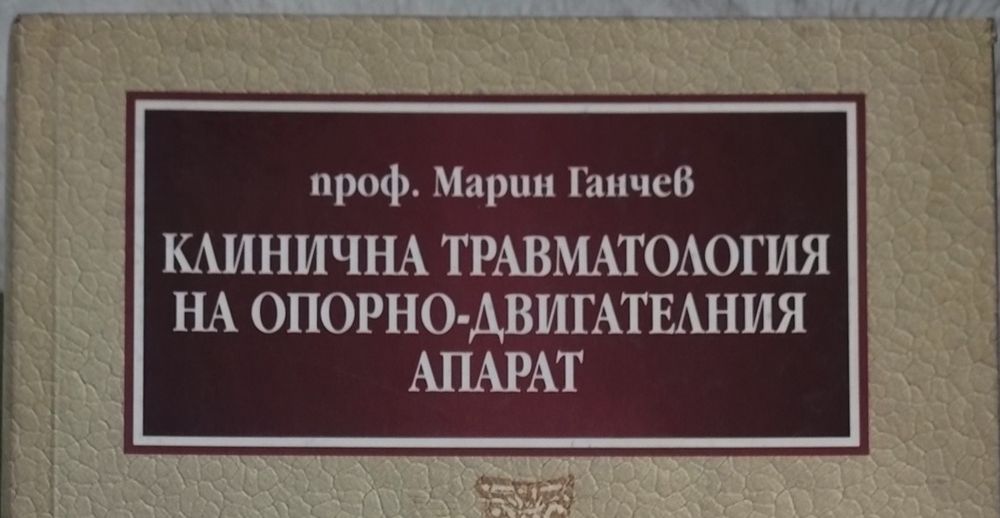 проф. Марин Ганчев
КЛИНИЧНА ТРАВМАТОЛОГИЯ
НА ОПОРНО-ДВИГАТЕЛНИЯ
АПАРАТ